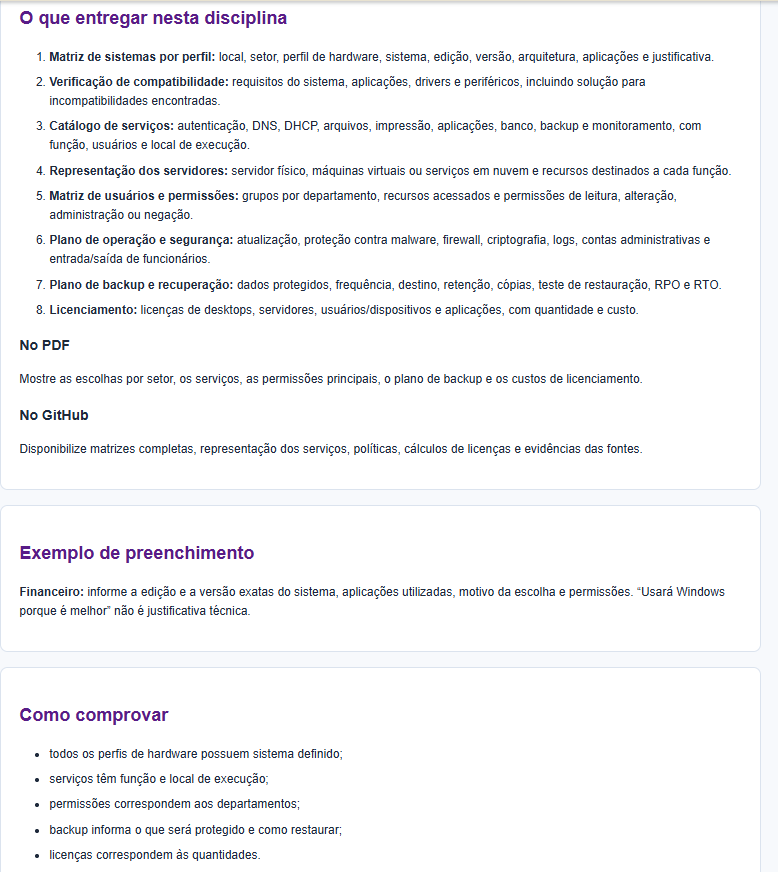 O que entregar nesta disciplina
1. Matriz de sistemas por perfil: local, setor, perfil de hardware, sistema, edição, versão, arquitetura, aplicações e justificativa.
2. Verificação de compatibilidade: requisitos do sistema, aplicações, drivers e periféricos, incluindo solução para
incompatibilidades encontradas.
3. Catálogo de serviços: autenticação, DNS, DHCP, arquivos, impressão, aplicações, banco, backup e monitoramento, com
função, usuários e local de execução.
4. Representação dos servidores: servidor físico, máquinas virtuais ou serviços em nuvem e recursos destinados a cada função.
5. Matriz de usuários e permissões: grupos por departamento, recursos acessados e permissões de leitura, alteração,
administração ou negação.
6. Plano de operação e segurança: atualização, proteção contra malware, firewall, criptografia, logs, contas administrativas e
entrada/saída de funcionários.
7. Plano de backup e recuperação: dados protegidos, frequência, destino, retenção, cópias, teste de restauração, RPO e RTO.
8. Licenciamento: licenças de desktops, servidores, usuários/dispositivos e aplicações, com quantidade e custo.
No PDF
Mostre as escolhas por setor, os serviços, as permissões principais, o plano de backup e os custos de licenciamento.
No GitHub
Disponibilize matrizes completas, representação dos serviços, políticas, cálculos de licenças e evidências das fontes.
Exemplo de preenchimento
Financeiro: informe a edição e a versão exatas do sistema, aplicações utilizadas, motivo da escolha e permissões. “Usará Windows
porque é melhor” não é justificativa técnica.
Como comprovar
• todos os perfis de hardware possuem sistema definido;
• serviços têm função e local de execução;
• permissões correspondem aos departamentos;
• backup informa o que será protegido e como restaurar;
• licenças correspondem às quantidades.